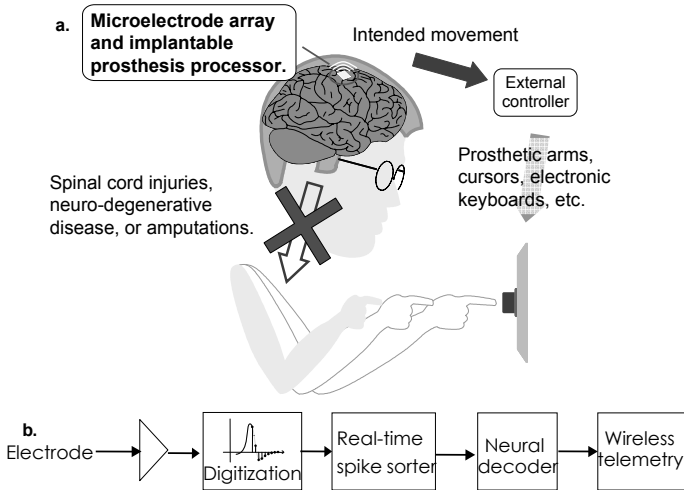 a.
Microelectrode array
and implantable
prosthesis processor.
Intended movement
External
controller
Prosthetic arms,
cursors, electronic
keyboards, etc.
Spinal cord injuries,
neuro-degenerative
disease, or amputations.
b.
Electrode
Digitization
Real-time
spike sorter
Neural
decoder
Wireless
telemetry